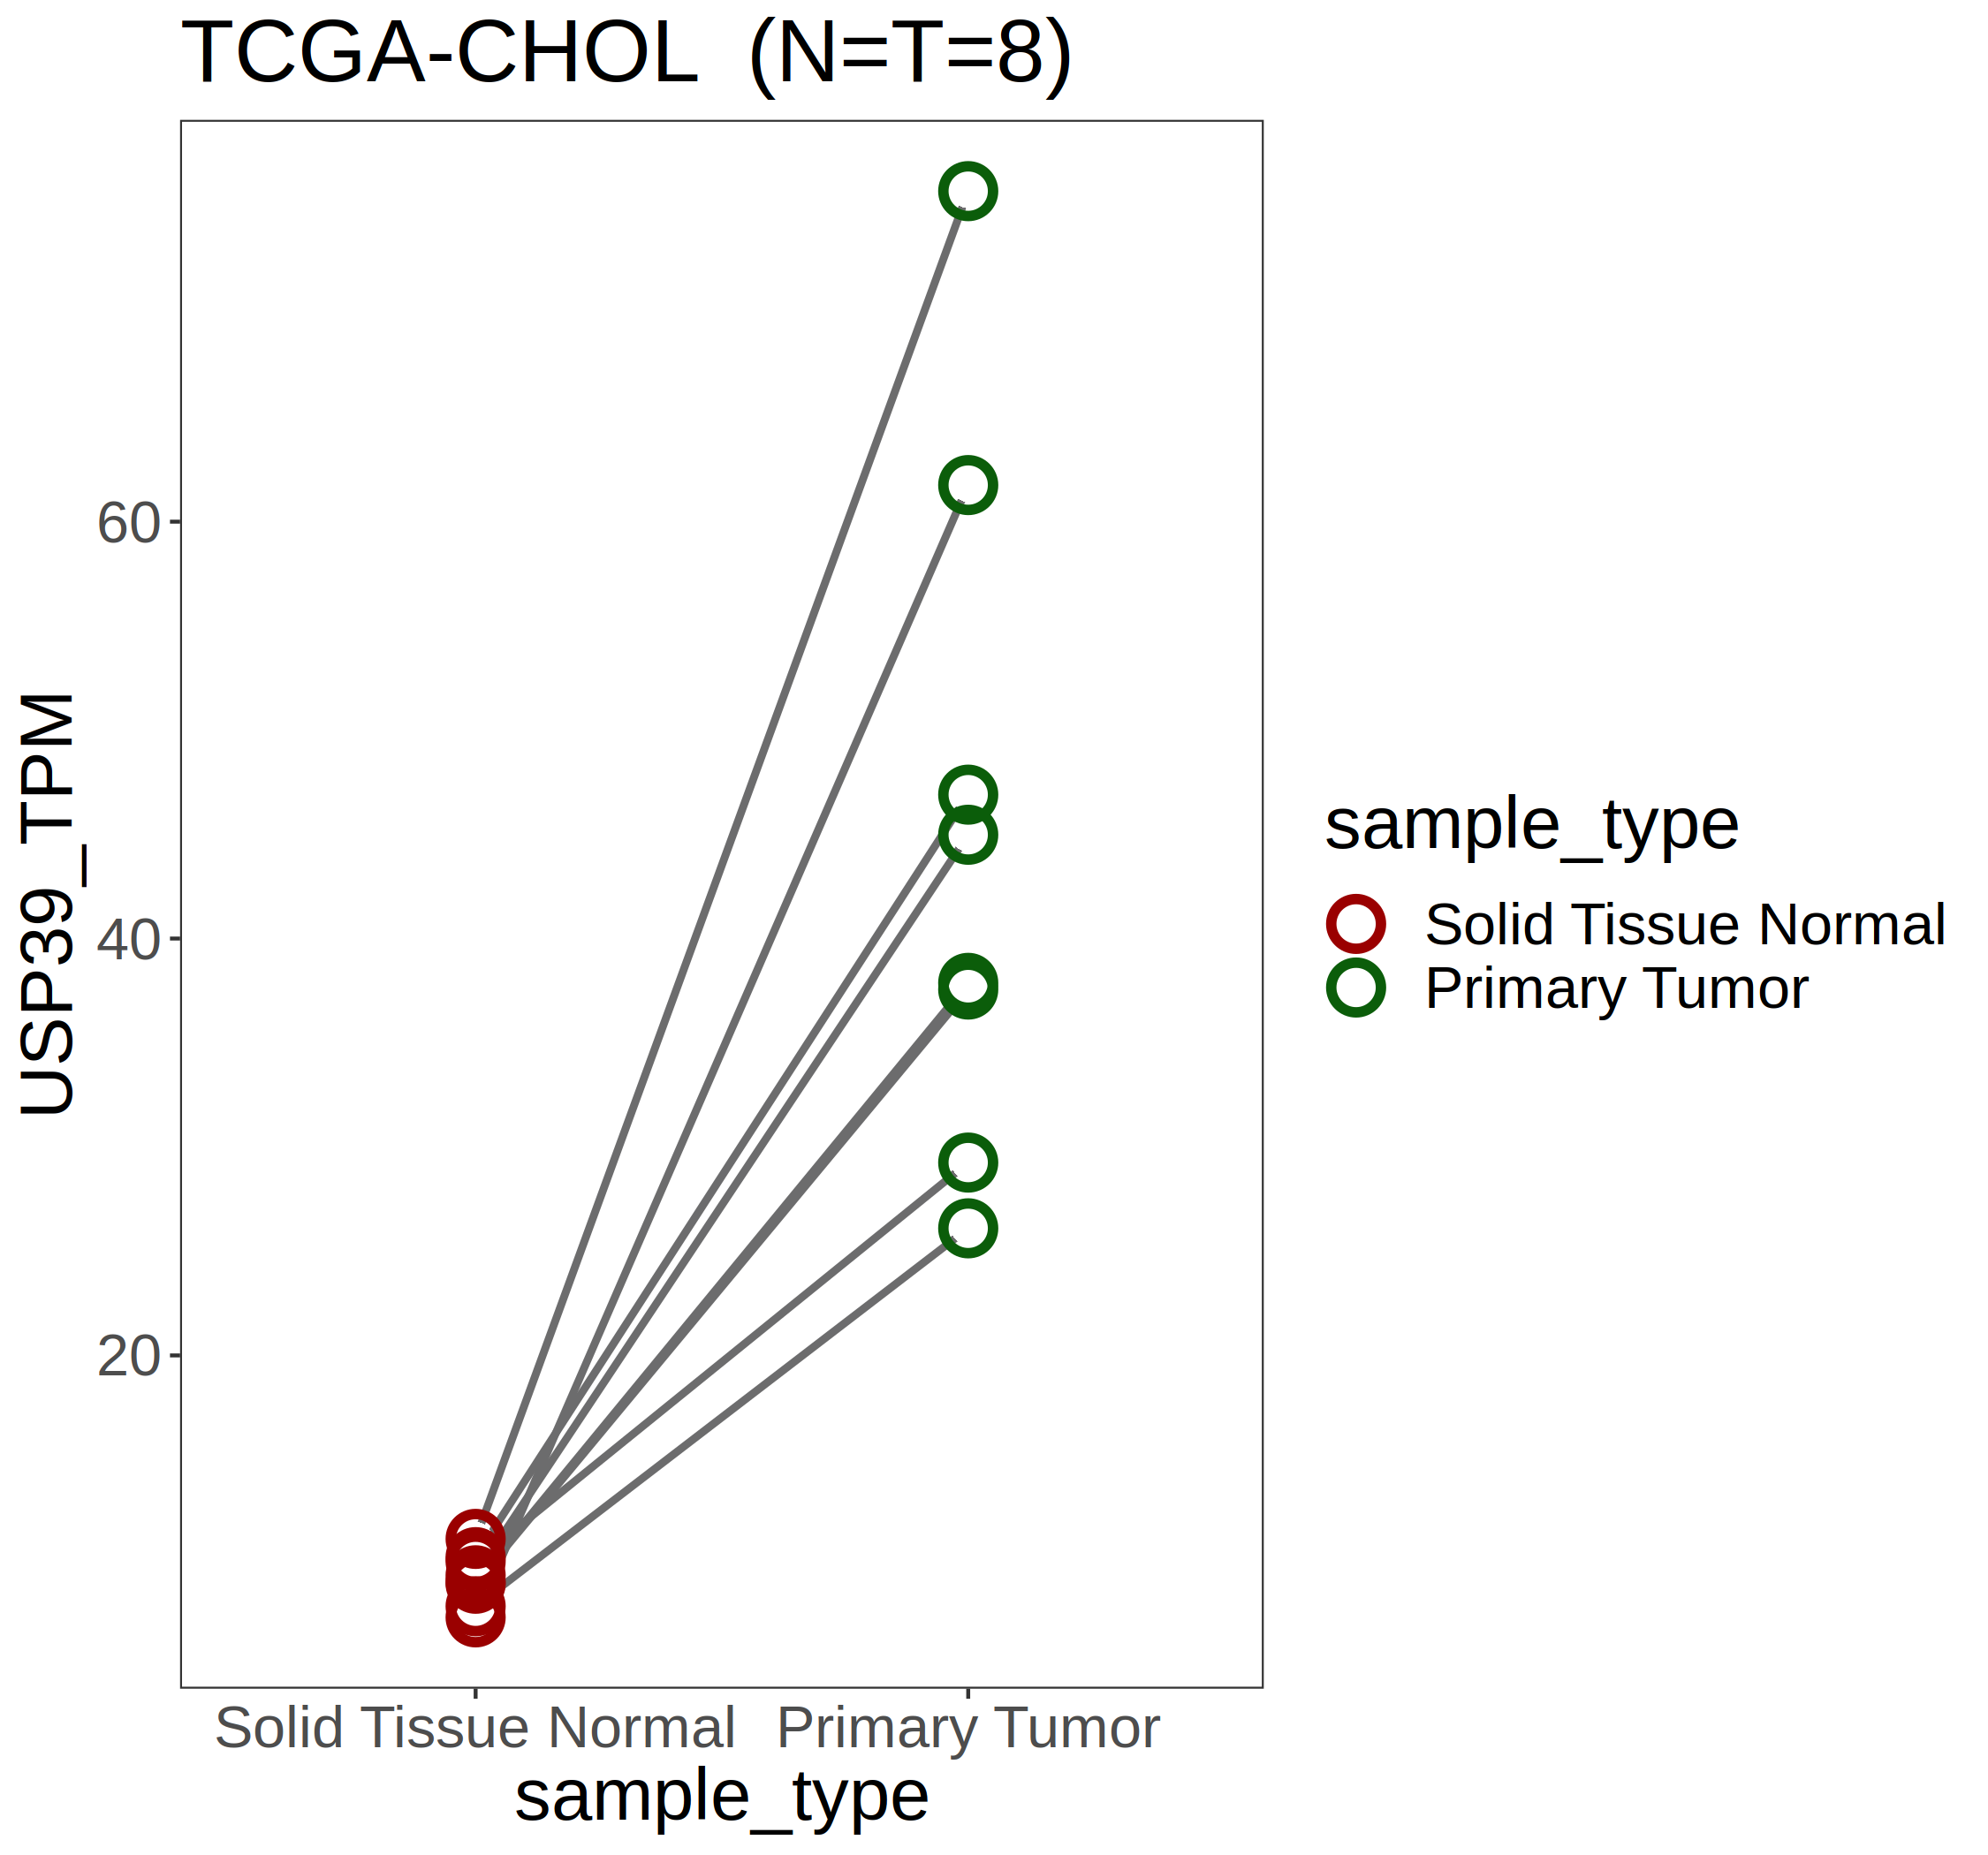 TCGA-CHOL  (N=T=8)
USP39_TPM
60
40
20
Solid Tissue Normal
Primary Tumor
sample_type
sample_type
Solid Tissue Normal
Primary Tumor